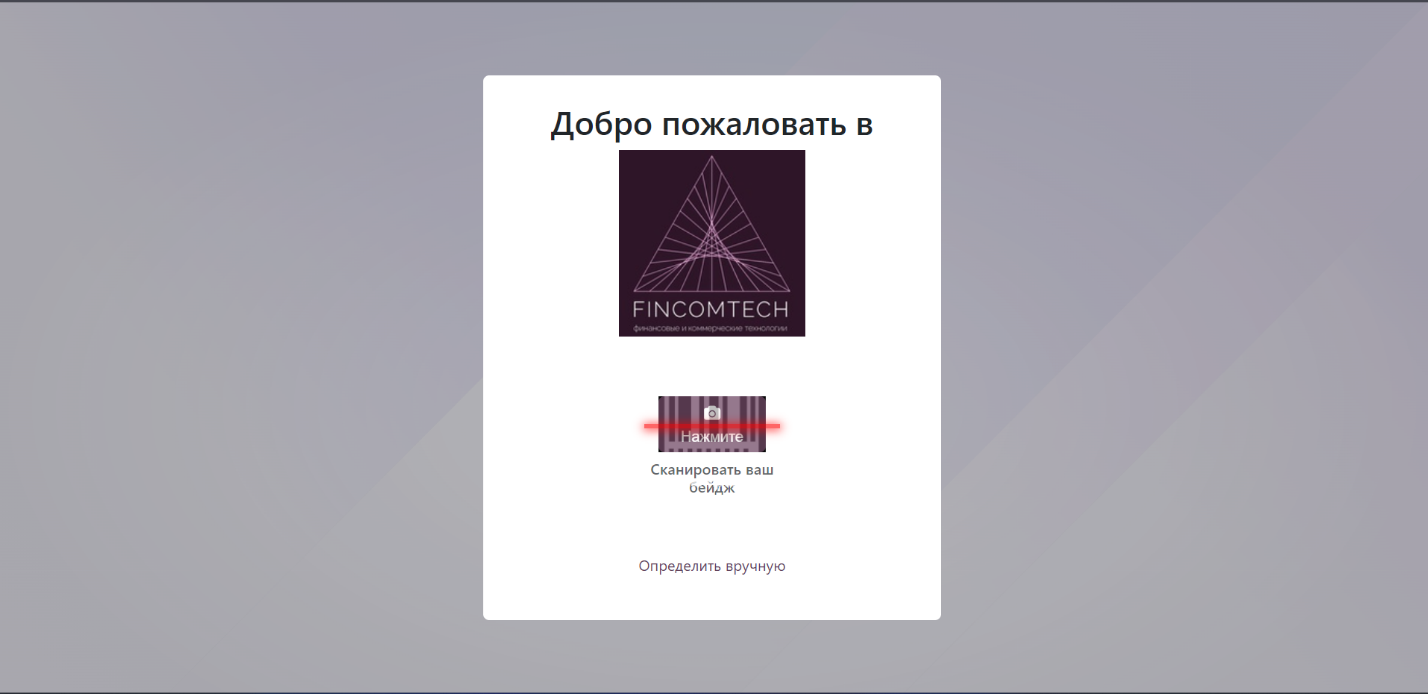 Добро пожаловать в
FINCOMTECH
финансовые и коммерческие технологии
Нажмите
Сканировать ваш
бейдж
Определить вручную